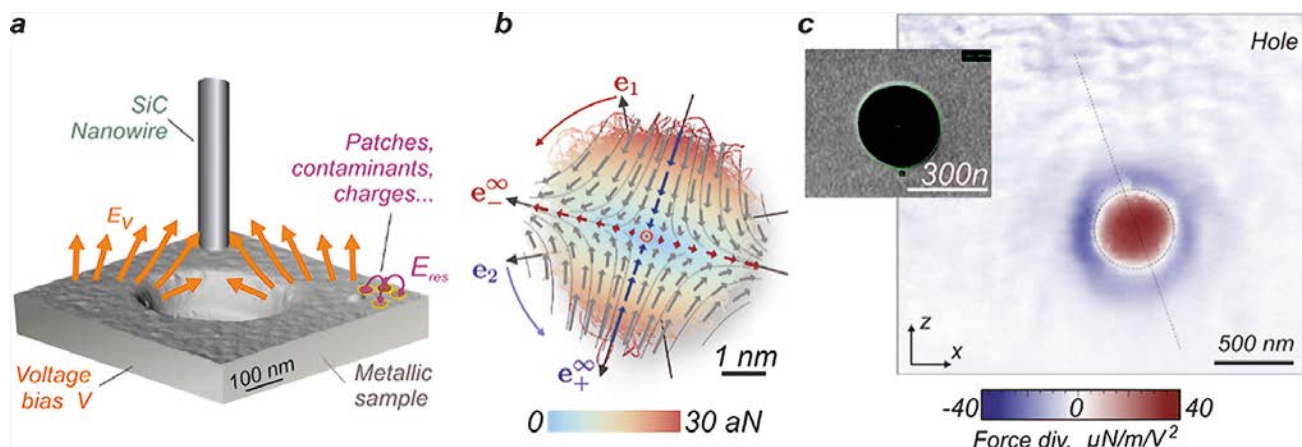 a
SiC
Nanowire
Patches,
contaminants,
charges...
E_V
E_res
Voltage
bias V
100 nm
Metallic
sample
b
e₁
e₋^∞
e₂
e₊^∞
1 nm
0
30 aN
c
Hole
300n
z
x
500 nm
-40
0
40
Force div. µN/m/V²